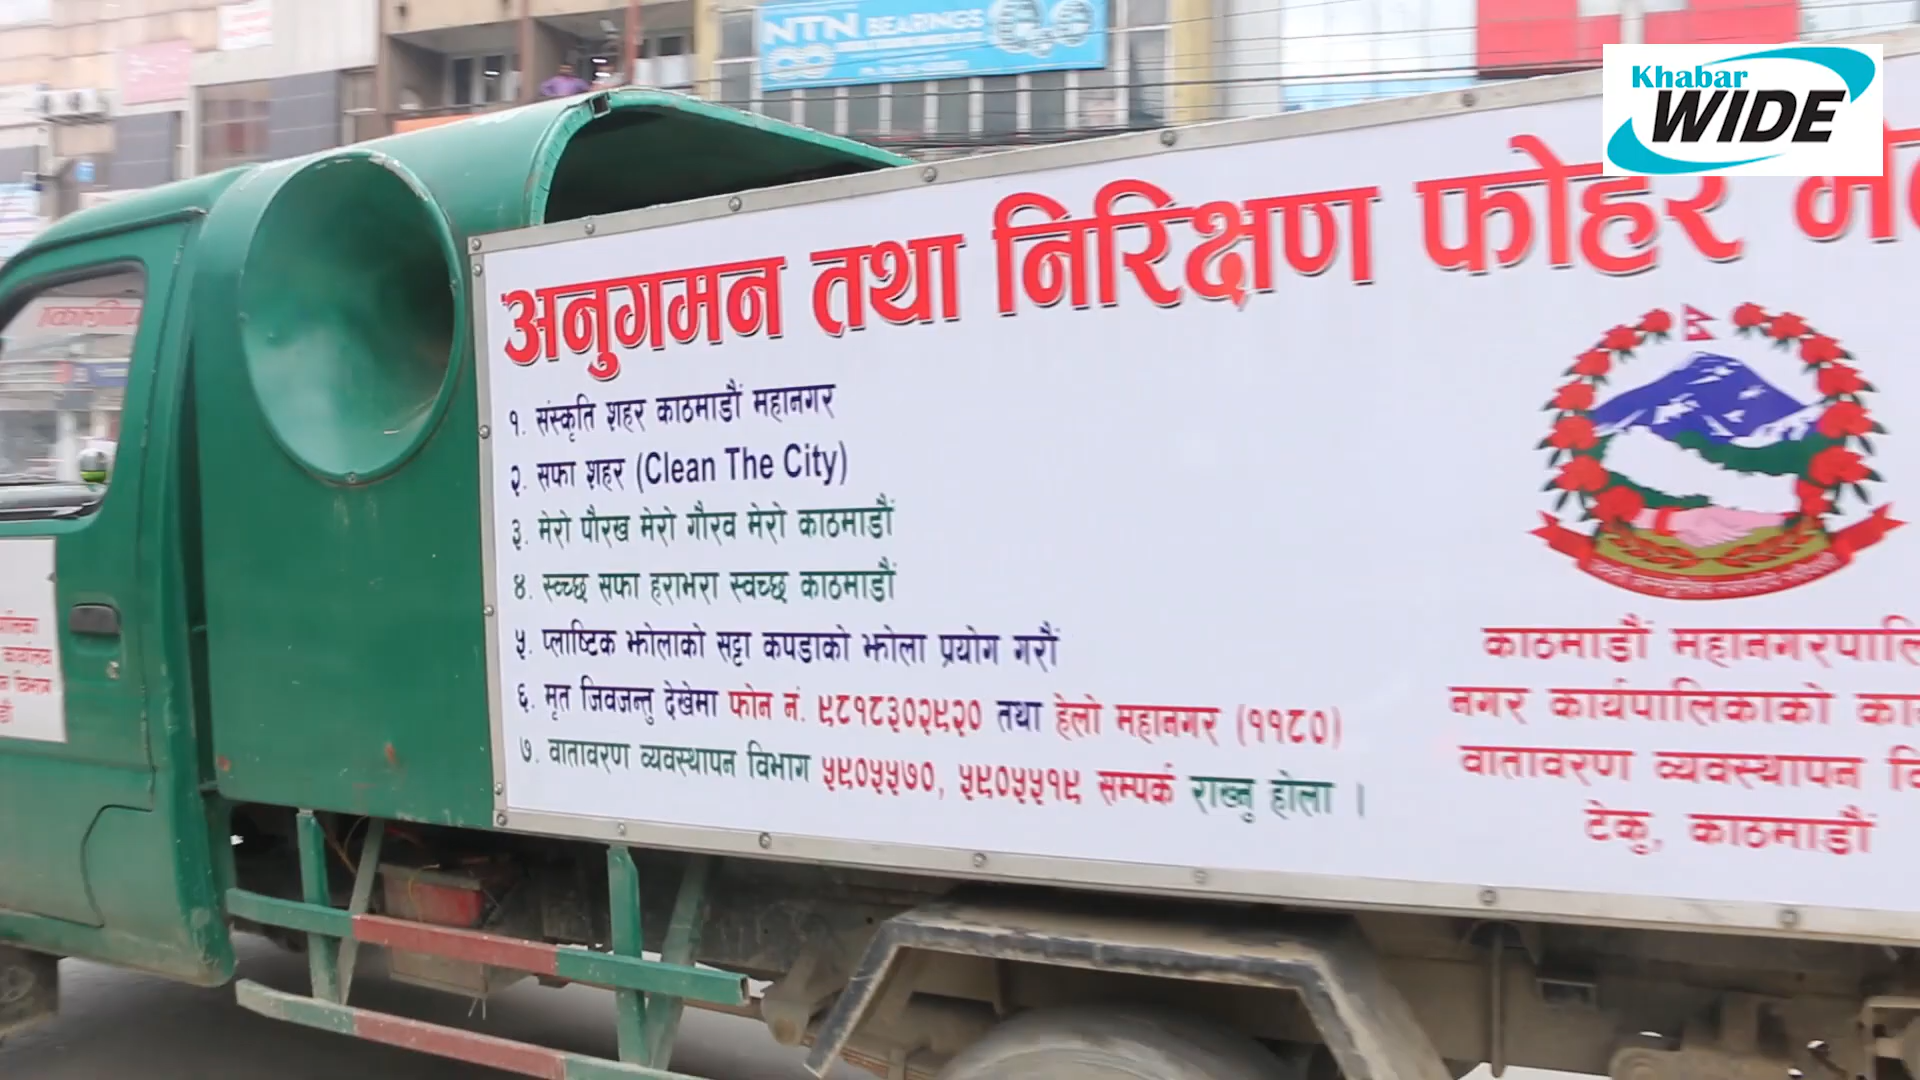 NTN BEARINGS
Khabar
WIDE
अनुगमन तथा निरिक्षण फोहर
१. संस्कृति शहर काठमाडौं महानगर
२. सफा शहर (Clean The City)
३. मेरो पौरख मेरो गौरव मेरो काठमाडौं
४. स्च्च्छ सफा हराभरा स्वच्छ काठमाडौं
५. प्लाष्टिक झोलाको सट्टा कपडाको झोला प्रयोग गरौं
६. मृत जिवजन्तु देखेमा फोन नं. ९८१८३०२९२० तथा हेलो महानगर (११८०)
७. वातावरण व्यवस्थापन विभाग ५९०५५७०, ५९०५५१९ सम्पर्क राख्नु होला ।
काठमाडौं महानगरपालि
नगर कार्यपालिकाको का
वातावरण व्यवस्थापन वि
टेकु, काठमाडौं